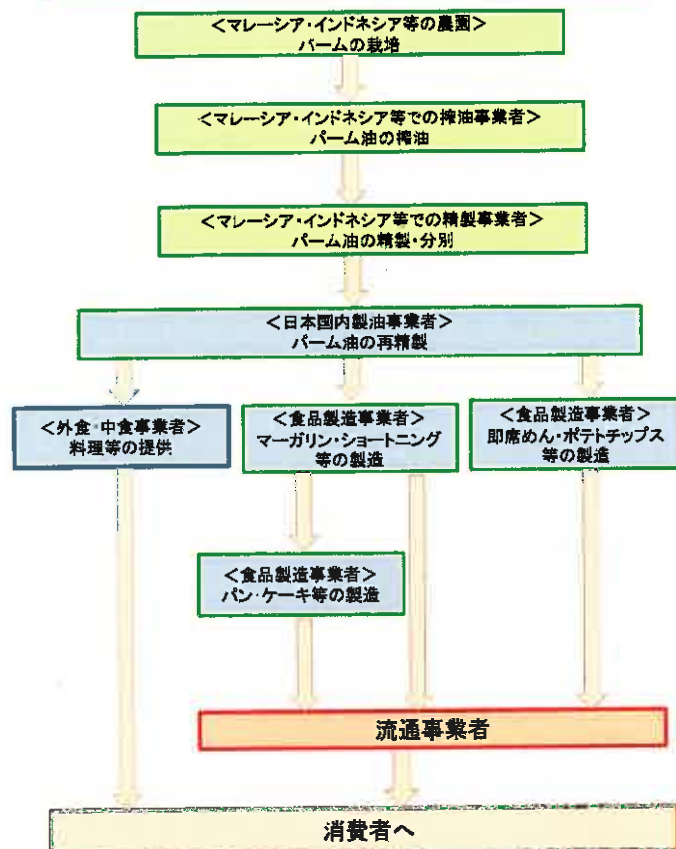 ＜マレーシア・インドネシア等の農園＞
パームの栽培
＜マレーシア・インドネシア等での搾油事業者＞
パーム油の搾油
＜マレーシア・インドネシア等での精製事業者＞
パーム油の精製・分別
＜日本国内製油事業者＞
パーム油の再精製
＜外食・中食事業者＞
料理等の提供
＜食品製造事業者＞
マーガリン・ショートニング
等の製造
＜食品製造事業者＞
即席めん・ポテトチップス
等の製造
＜食品製造事業者＞
パン・ケーキ等の製造
流通事業者
消費者へ